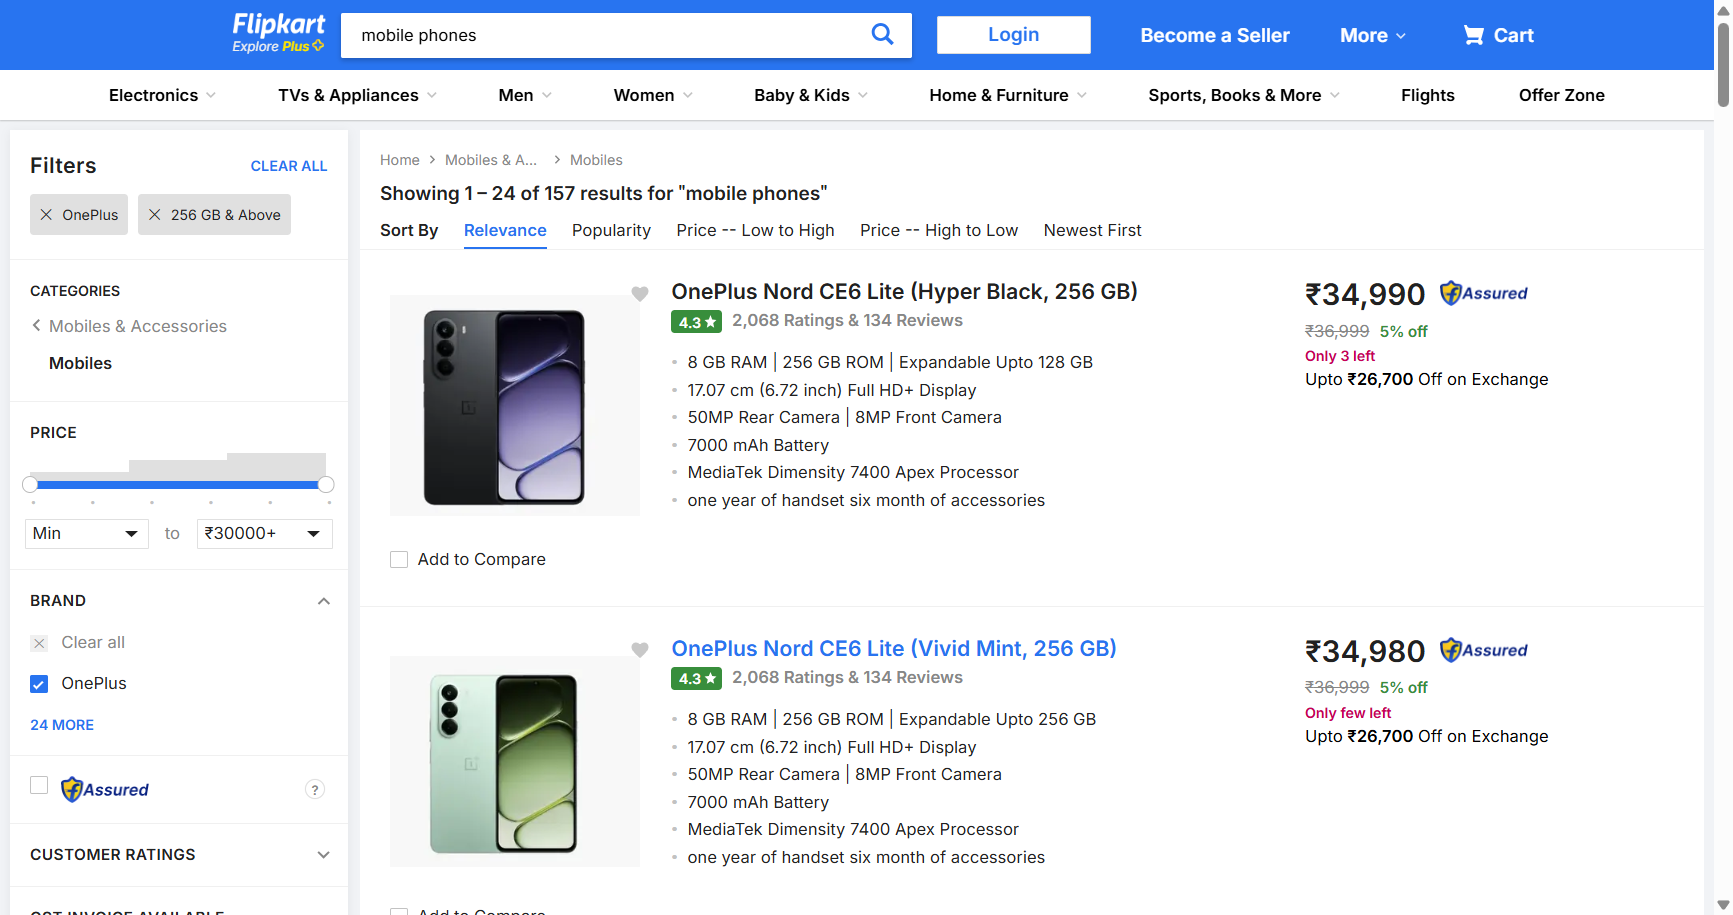 Flipkart
Explore Plus
mobile phones
Login
Become a Seller
More
Cart
Electronics
TVs & Appliances
Men
Women
Baby & Kids
Home & Furniture
Sports, Books & More
Flights
Offer Zone
Filters
CLEAR ALL
OnePlus
256 GB & Above
CATEGORIES
Mobiles & Accessories
Mobiles
PRICE
Min
to
₹30000+
BRAND
Clear all
OnePlus
24 MORE
Assured
?
CUSTOMER RATINGS
GST INVOICE AVAILABLE
Home
Mobiles & A...
Mobiles
Showing 1 – 24 of 157 results for "mobile phones"
Sort By
Relevance
Popularity
Price -- Low to High
Price -- High to Low
Newest First
OnePlus Nord CE6 Lite (Hyper Black, 256 GB)
4.3
2,068 Ratings & 134 Reviews
8 GB RAM | 256 GB ROM | Expandable Upto 128 GB
17.07 cm (6.72 inch) Full HD+ Display
50MP Rear Camera | 8MP Front Camera
7000 mAh Battery
MediaTek Dimensity 7400 Apex Processor
one year of handset six month of accessories
₹34,990
Assured
₹36,999 5% off
Only 3 left
Upto ₹26,700 Off on Exchange
Add to Compare
OnePlus Nord CE6 Lite (Vivid Mint, 256 GB)
4.3
2,068 Ratings & 134 Reviews
8 GB RAM | 256 GB ROM | Expandable Upto 256 GB
17.07 cm (6.72 inch) Full HD+ Display
50MP Rear Camera | 8MP Front Camera
7000 mAh Battery
MediaTek Dimensity 7400 Apex Processor
one year of handset six month of accessories
₹34,980
Assured
₹36,999 5% off
Only few left
Upto ₹26,700 Off on Exchange
Add to Compare